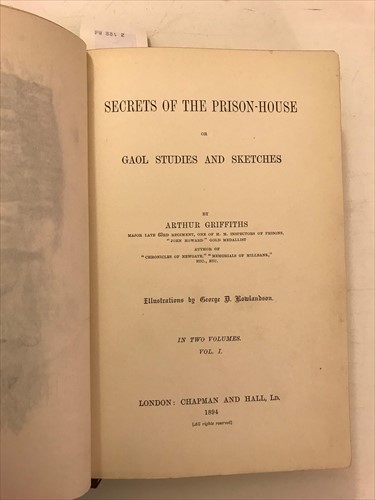 SECRETS OF THE PRISON-HOUSE
OR
GAOL STUDIES AND SKETCHES
BY
ARTHUR GRIFFITHS
MAJOR LATE 63RD REGIMENT, ONE OF H. M. INSPECTORS OF PRISONS,
"JOHN HOWARD" GOLD MEDALLIST
AUTHOR OF
"CHRONICLES OF NEWGATE," "MEMORIALS OF MILLBANK,"
ETC., ETC.
Illustrations by George D. Rowlandson.
IN TWO VOLUMES.
VOL. I.
LONDON: CHAPMAN AND HALL, LD.
1894
[All rights reserved]